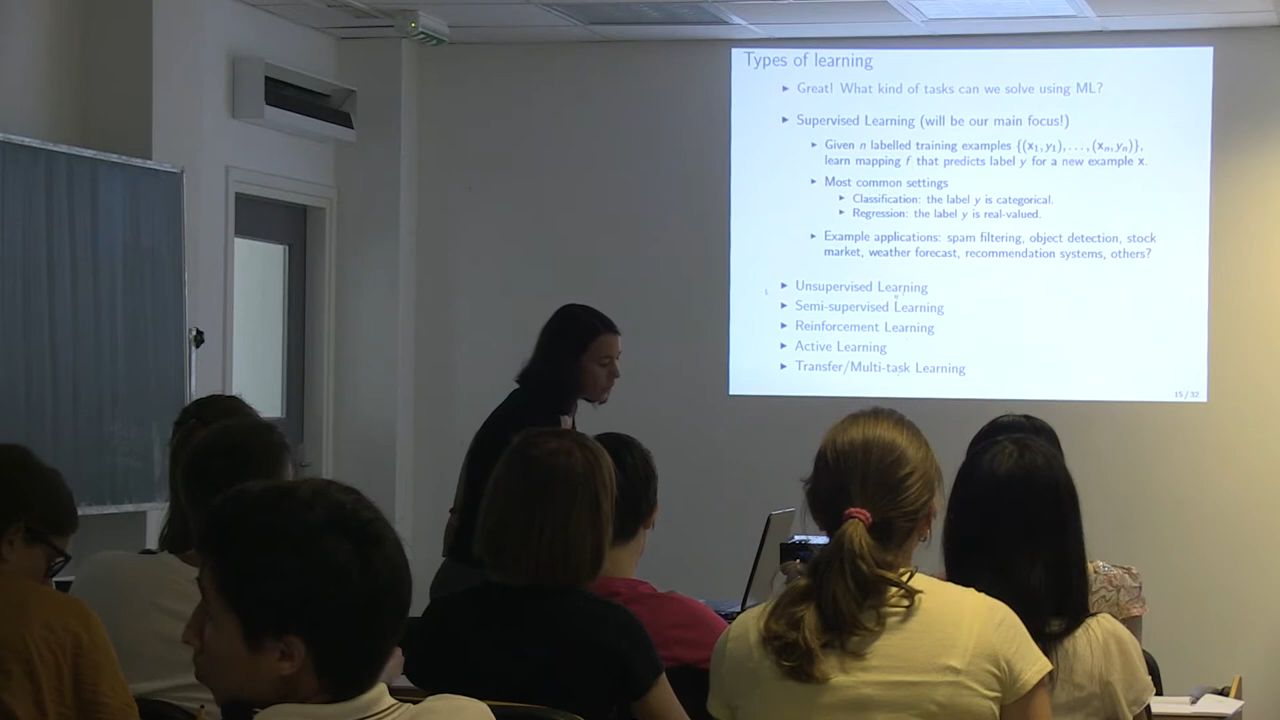 Types of learning
▶ Great! What kind of tasks can we solve using ML?
▶ Supervised Learning (will be our main focus!)
▶ Given n labelled training examples {(x₁, y₁), . . . , (xₙ, yₙ)},
learn mapping f that predicts label y for a new example x.
▶ Most common settings
▶ Classification: the label y is categorical.
▶ Regression: the label y is real-valued.
▶ Example applications: spam filtering, object detection, stock
market, weather forecast, recommendation systems, others?
▶ Unsupervised Learning
▶ Semi-supervised Learning
▶ Reinforcement Learning
▶ Active Learning
▶ Transfer/Multi-task Learning
15 / 32